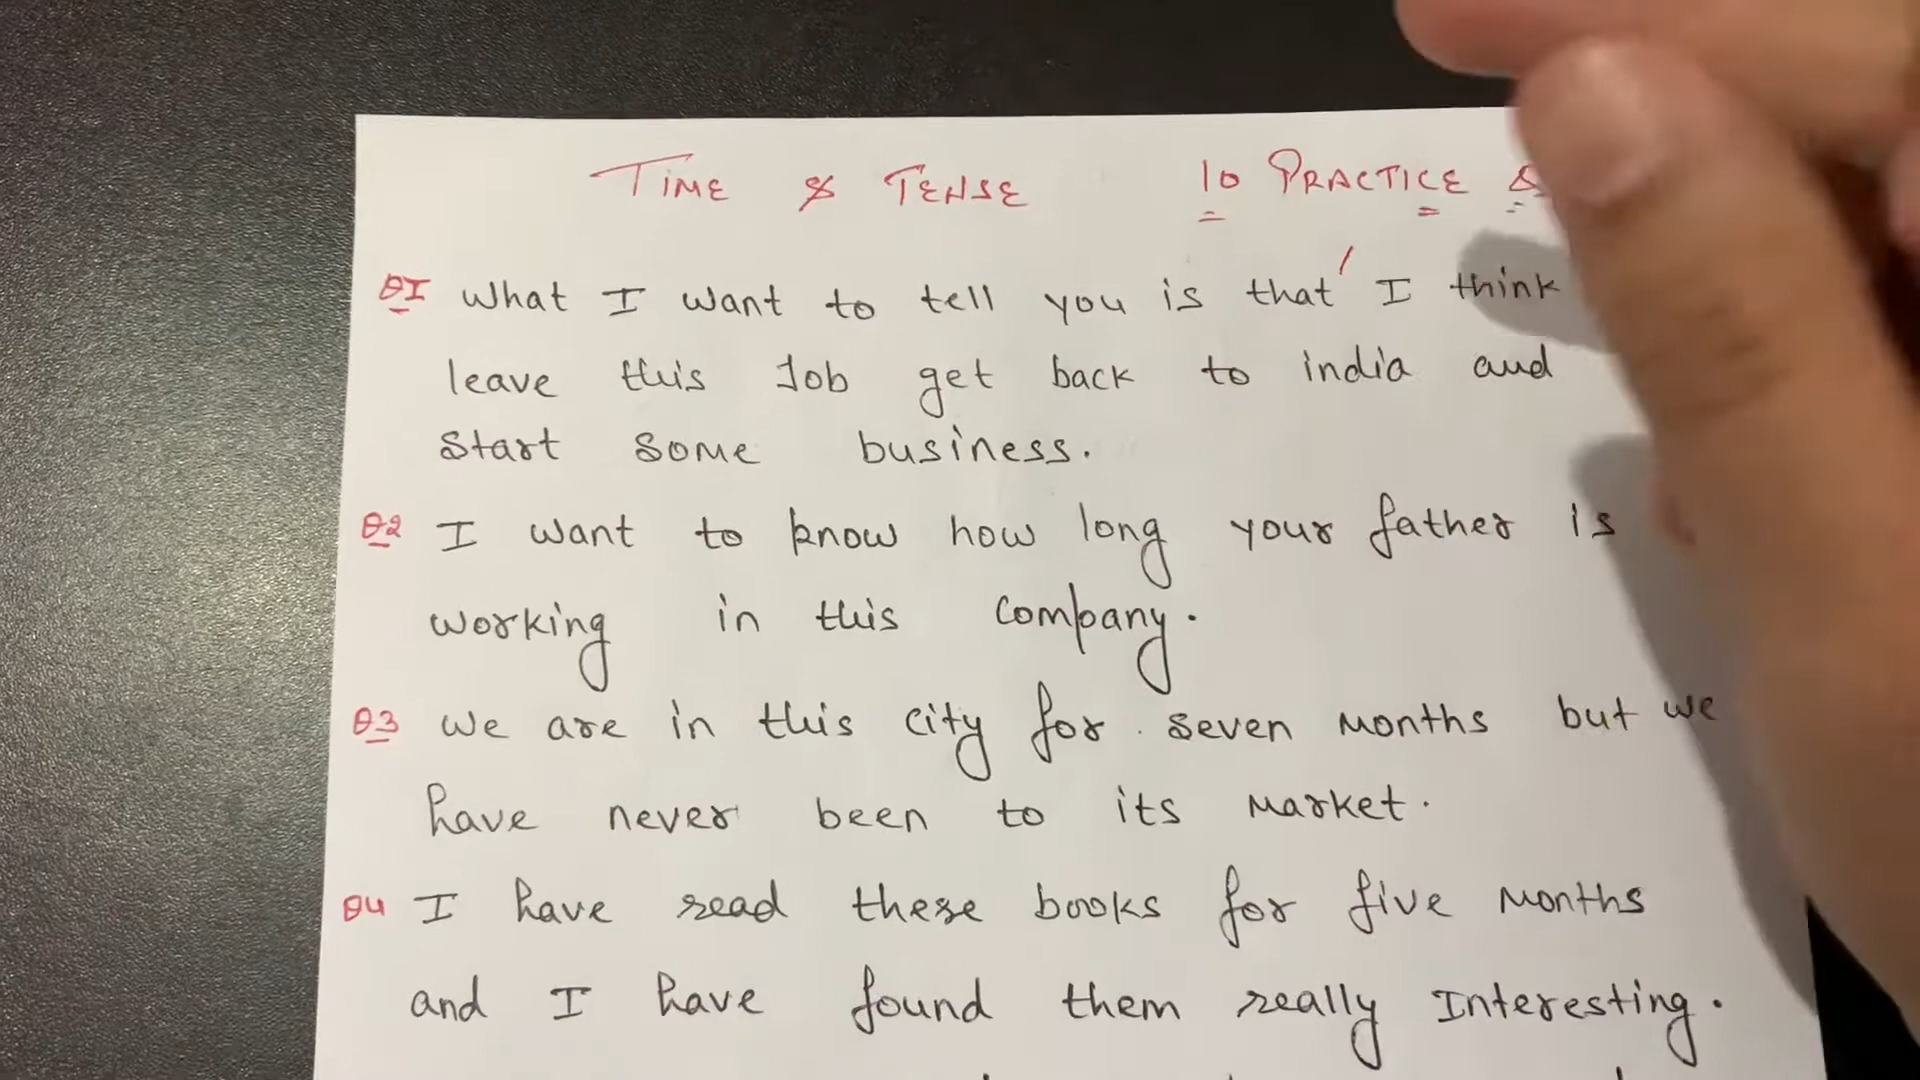 TIME & TENSE 10 PRACTICE
Q1 What I want to tell you is that I think
leave this Job get back to india and
start some business.
Q2 I want to know how long your father is
working in this company.
Q3 We are in this city for seven months but we
have never been to its market.
Q4 I have read these books for five months
and I have found them really Interesting.